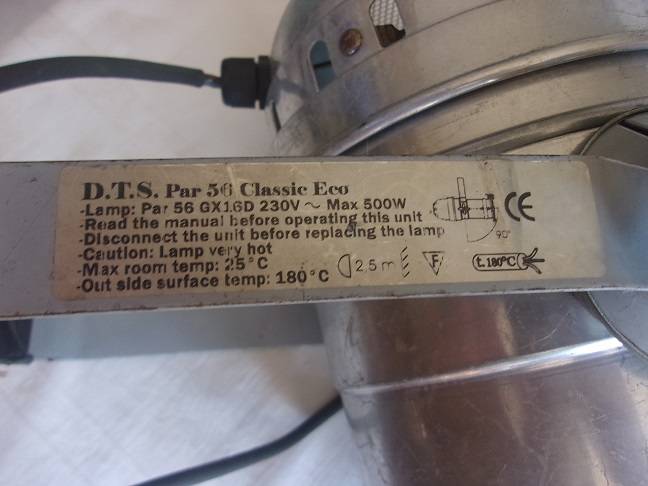 D.T.S. Par 56 Classic Eco
-Lamp: Par 56 GX16D 230V ~ Max 500W
-Read the manual before operating this unit
-Disconnect the unit before replacing the lamp
-Caution: Lamp very hot
-Max room temp: 25°C
-Out side surface temp: 180°C
2,5 m
F
t.180°C
90°
CE